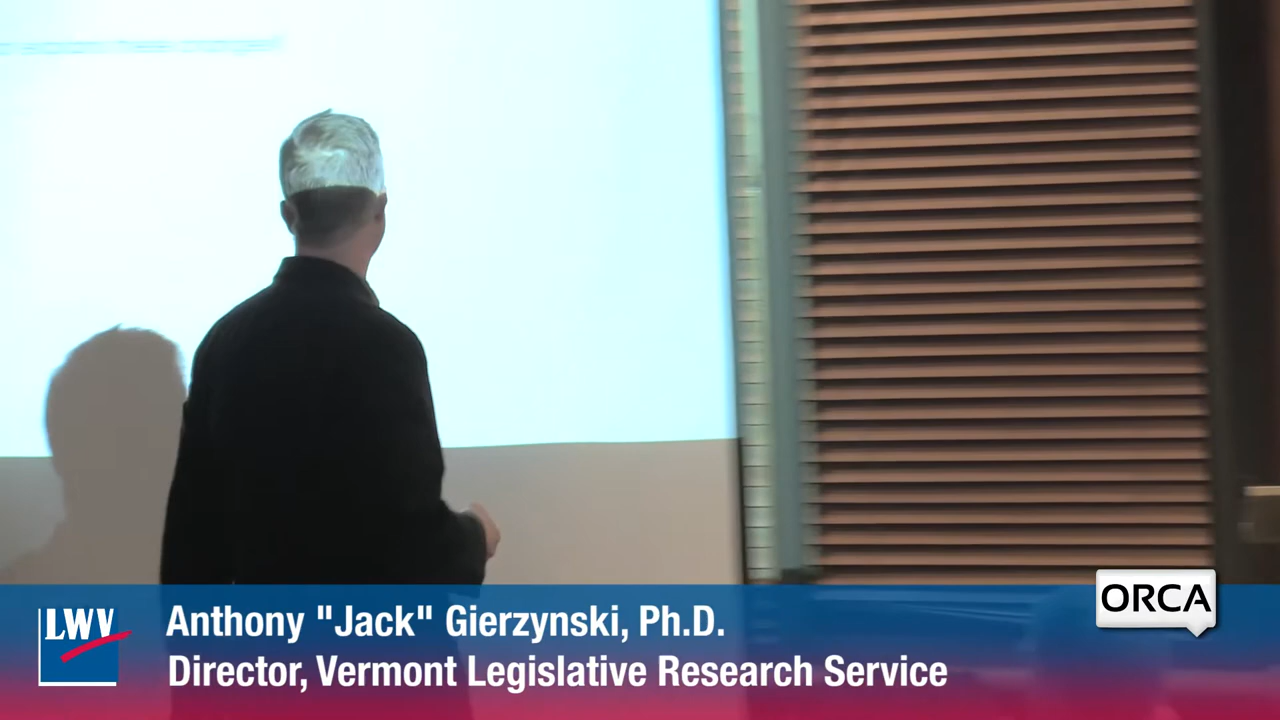 ORCA
LWV
Anthony "Jack" Gierzynski, Ph.D.
Director, Vermont Legislative Research Service